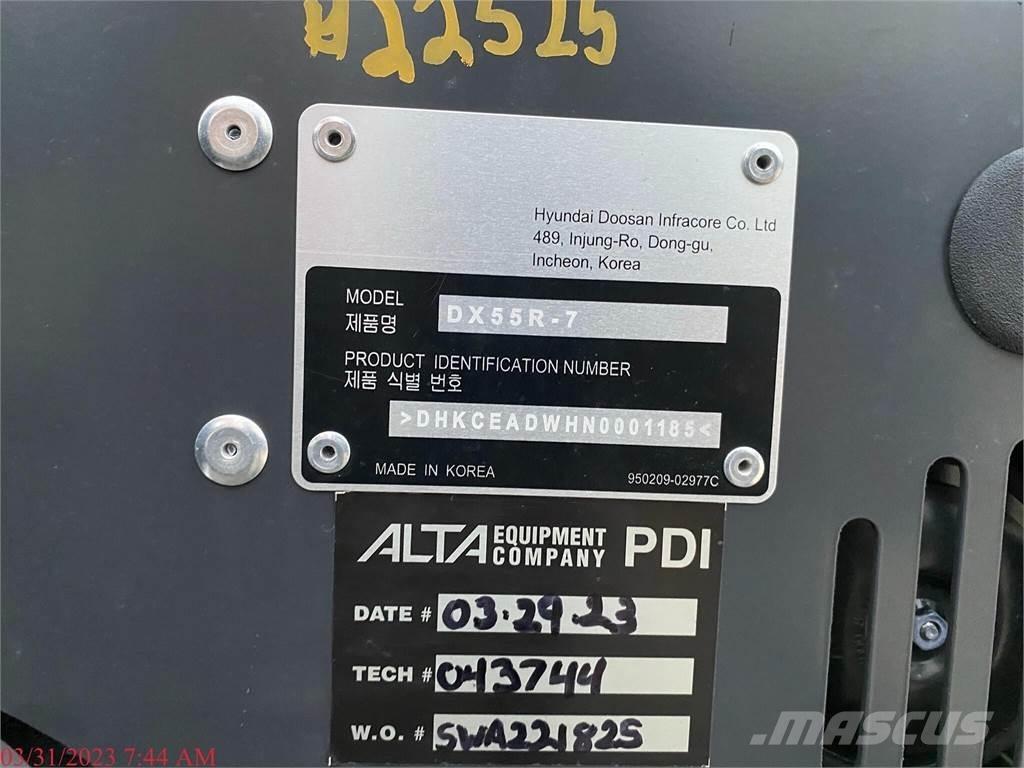 H22525
Hyundai Doosan Infracore Co. Ltd
489, Injung-Ro, Dong-gu,
Incheon, Korea
MODEL
제품명
DX55R-7
PRODUCT IDENTIFICATION NUMBER
제품 식별 번호
>DHKCEADWHN0001185<
MADE IN KOREA
950209-02977C
ALTA EQUIPMENT COMPANY PDI
DATE # 03.29.23
TECH # 043744
W.O. # SWA221825
03/31/2023 7:44 AM
MASCUS